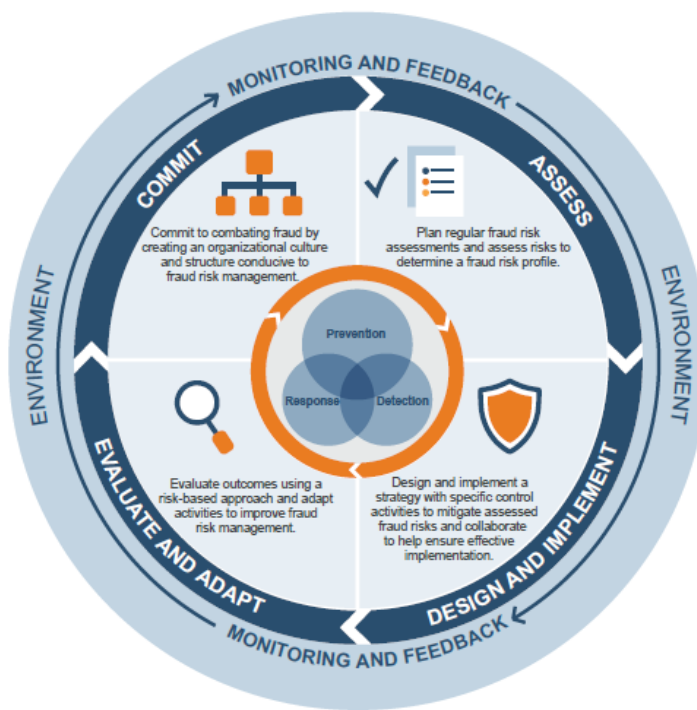 MONITORING AND FEEDBACK
COMMIT
ASSESS
Commit to combating fraud by
creating an organizational culture
and structure conducive to
fraud risk management.
Plan regular fraud risk
assessments and assess risks to
determine a fraud risk profile.
ENVIRONMENT
ENVIRONMENT
Prevention
Response
Detection
Evaluate outcomes using a
risk-based approach and adapt
activities to improve fraud
risk management.
Design and implement a
strategy with specific control
activities to mitigate assessed
fraud risks and collaborate
to help ensure effective
implementation.
EVALUATE AND ADAPT
DESIGN AND IMPLEMENT
MONITORING AND FEEDBACK